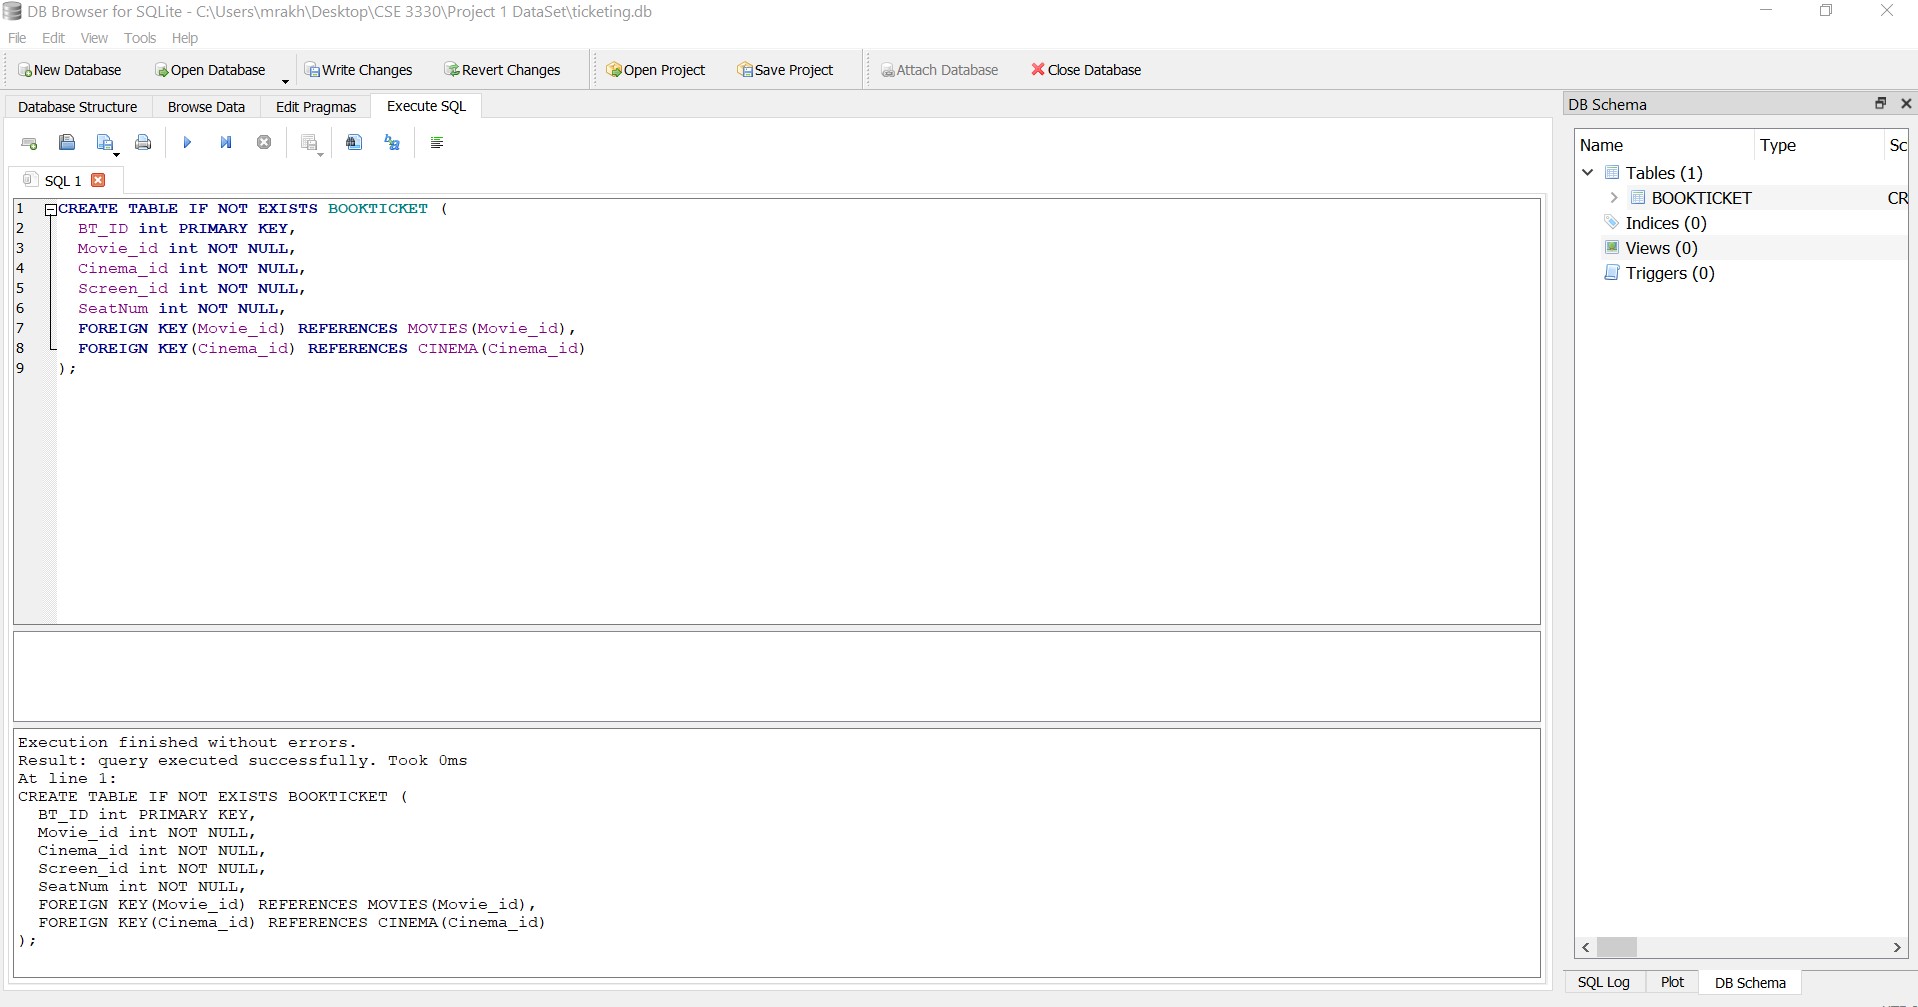 DB Browser for SQLite - C:\Users\mrakh\Desktop\CSE 3330\Project 1 DataSet\ticketing.db
File Edit View Tools Help
New Database Open Database Write Changes Revert Changes Open Project Save Project Attach Database Close Database
Database Structure Browse Data Edit Pragmas Execute SQL
SQL 1
1 CREATE TABLE IF NOT EXISTS BOOKTICKET (
2 BT_ID int PRIMARY KEY,
3 Movie_id int NOT NULL,
4 Cinema_id int NOT NULL,
5 Screen_id int NOT NULL,
6 SeatNum int NOT NULL,
7 FOREIGN KEY(Movie_id) REFERENCES MOVIES(Movie_id),
8 FOREIGN KEY(Cinema_id) REFERENCES CINEMA(Cinema_id)
9 );
Execution finished without errors.
Result: query executed successfully. Took 0ms
At line 1:
CREATE TABLE IF NOT EXISTS BOOKTICKET (
BT_ID int PRIMARY KEY,
Movie_id int NOT NULL,
Cinema_id int NOT NULL,
Screen_id int NOT NULL,
SeatNum int NOT NULL,
FOREIGN KEY(Movie_id) REFERENCES MOVIES(Movie_id),
FOREIGN KEY(Cinema_id) REFERENCES CINEMA(Cinema_id)
);
DB Schema
Name Type Sc
Tables (1)
BOOKTICKET CR
Indices (0)
Views (0)
Triggers (0)
SQL Log Plot DB Schema